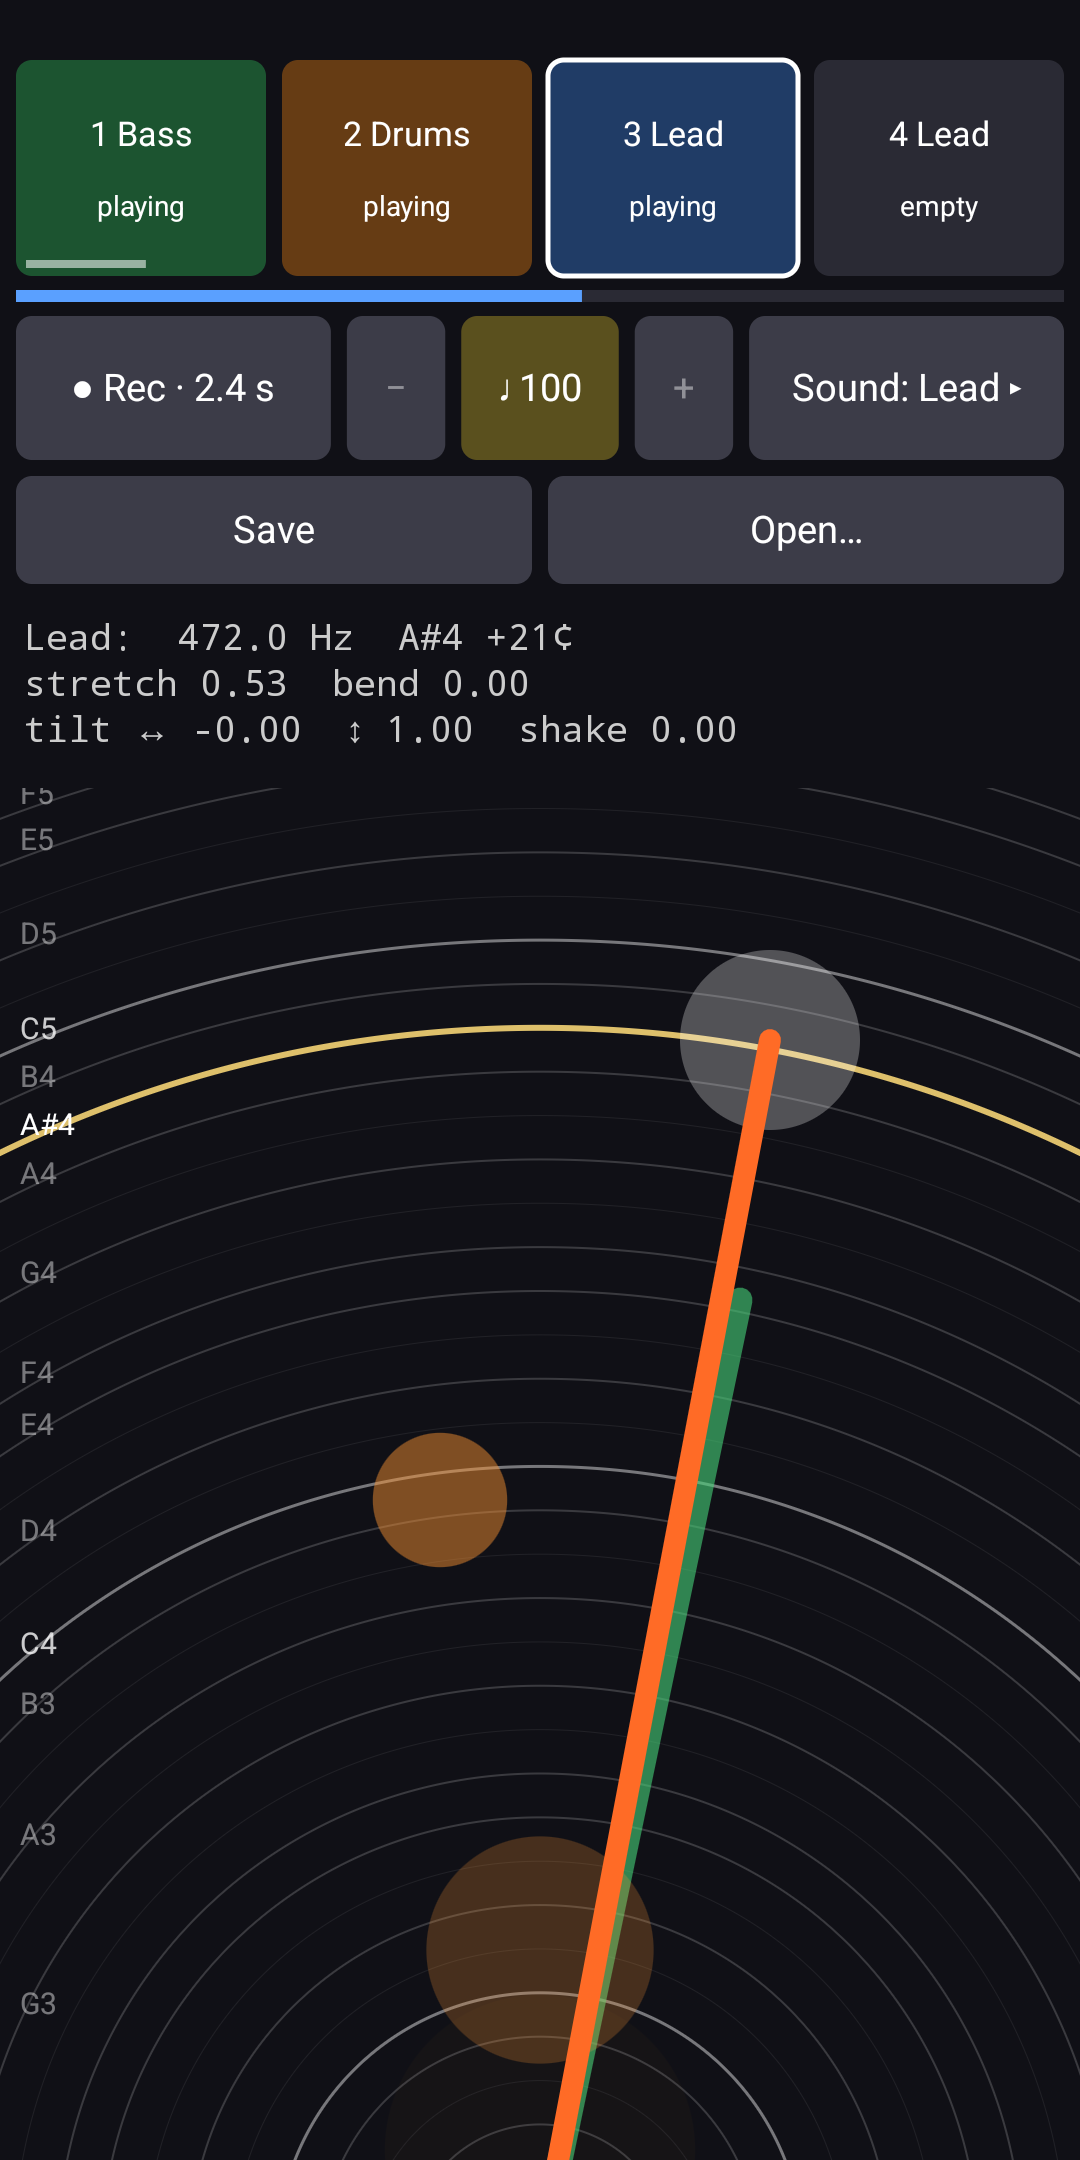 1 Bass
playing
2 Drums
playing
3 Lead
playing
4 Lead
empty
● Rec · 2.4 s
−
♩100
+
Sound: Lead ▸
Save
Open…
Lead:  472.0 Hz  A#4 +21¢
stretch 0.53  bend 0.00
tilt ↔ -0.00  ↕ 1.00  shake 0.00
F5
E5
D5
C5
B4
A#4
A4
G4
F4
E4
D4
C4
B3
A3
G3